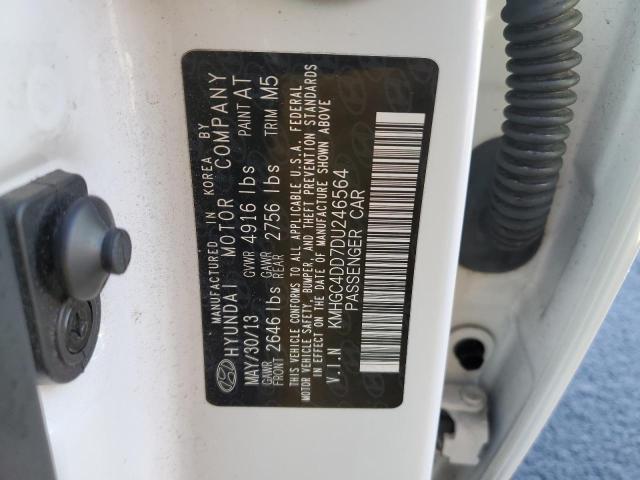 MANUFACTURED IN KOREA BY
HYUNDAI MOTOR COMPANY
MAY/30/13 GVWR 4916 lbs PAINT AT
GAWR FRONT 2646 lbs GAWR REAR 2756 lbs TRIM M5
THIS VEHICLE CONFORMS TO ALL APPLICABLE U.S.A. FEDERAL
MOTOR VEHICLE SAFETY, BUMPER, AND THEFT PREVENTION STANDARDS
IN EFFECT ON THE DATE OF MANUFACTURE SHOWN ABOVE
V.I.N KMHGC4DD7DU246564
PASSENGER CAR